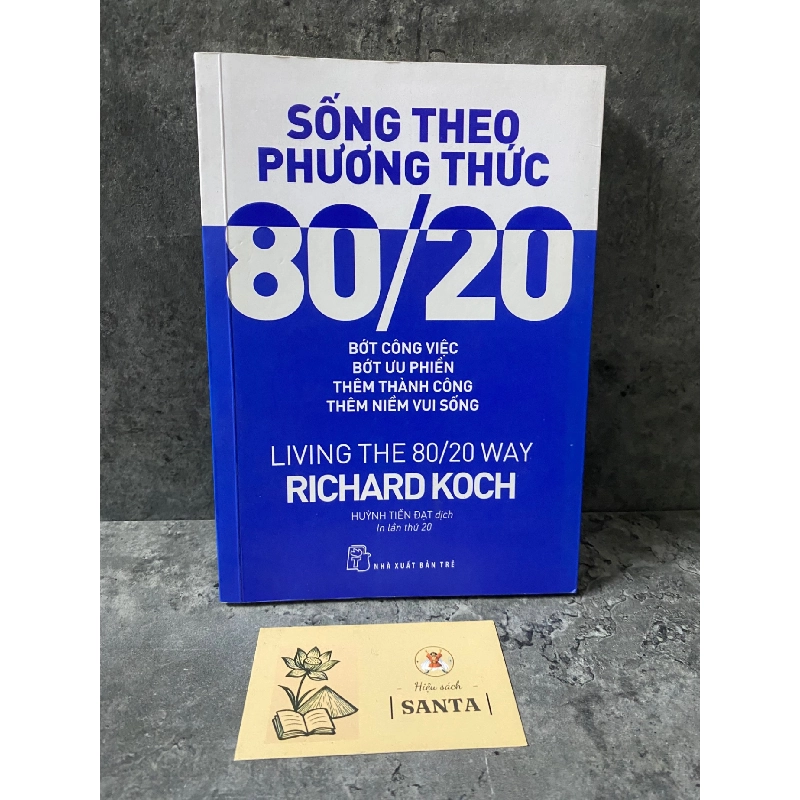 SỐNG THEO
PHƯƠNG THỨC
80/20
BỚT CÔNG VIỆC
BỚT ƯU PHIỀN
THÊM THÀNH CÔNG
THÊM NIỀM VUI SỐNG
LIVING THE 80/20 WAY
RICHARD KOCH
HUỲNH TIẾN ĐẠT dịch
In lần thứ 20
NHÀ XUẤT BẢN TRẺ
Hiệu sách
SANTA